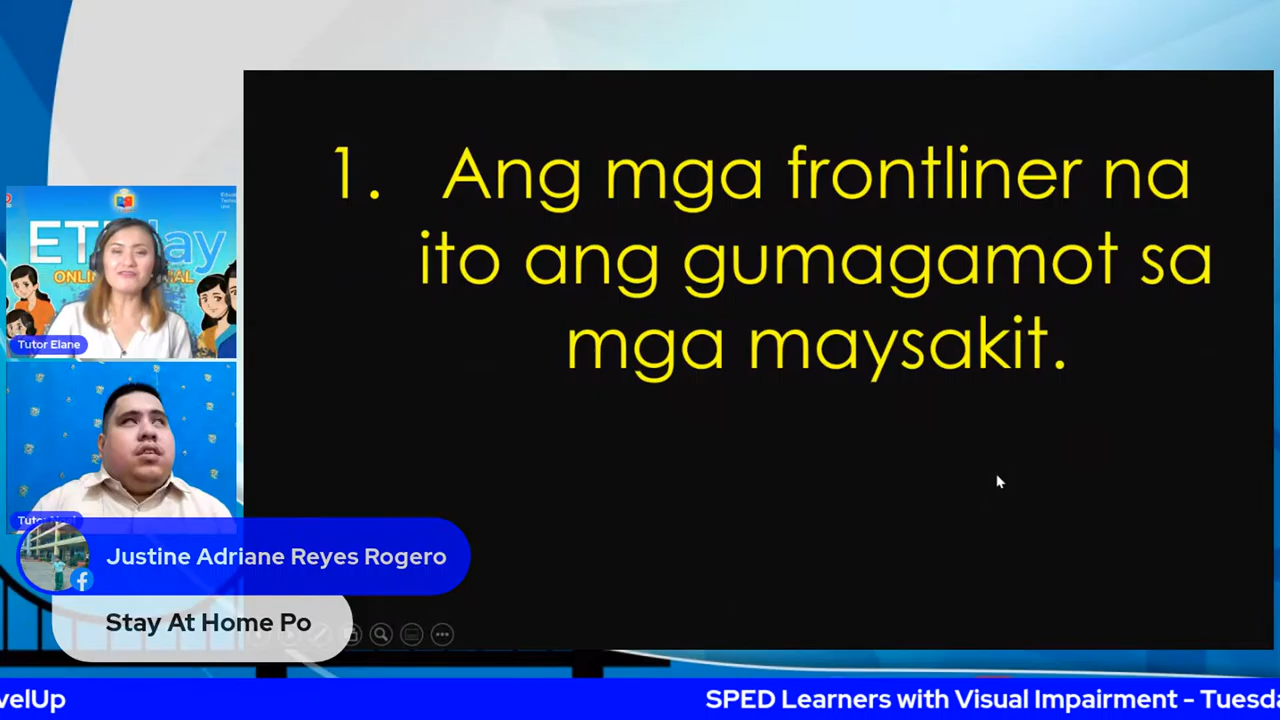 1. Ang mga frontliner na
ito ang gumagamot sa
mga maysakit.
Tutor Elane
Justine Adriane Reyes Rogero
Stay At Home Po
velUp
SPED Learners with Visual Impairment - Tuesda